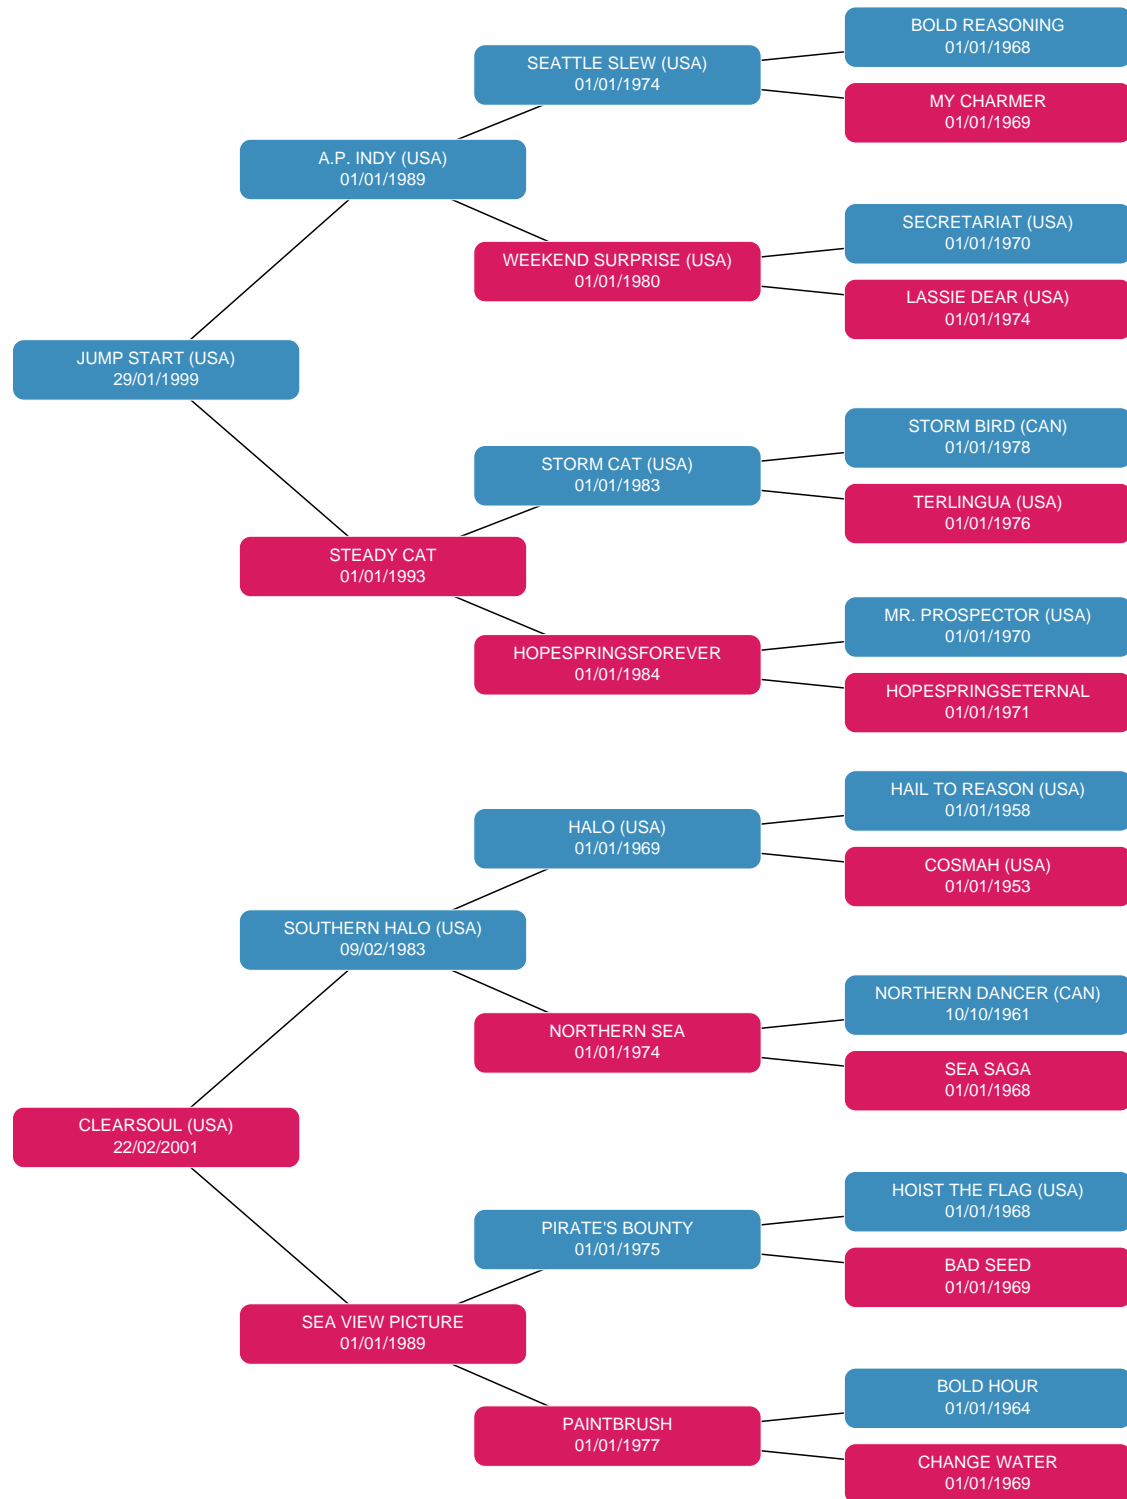 BOLD REASONING
01/01/1968
SEATTLE SLEW (USA)
01/01/1974
MY CHARMER
01/01/1969
A.P. INDY (USA)
01/01/1989
SECRETARIAT (USA)
01/01/1970
WEEKEND SURPRISE (USA)
01/01/1980
LASSIE DEAR (USA)
01/01/1974
JUMP START (USA)
29/01/1999
STORM BIRD (CAN)
01/01/1978
STORM CAT (USA)
01/01/1983
TERLINGUA (USA)
01/01/1976
STEADY CAT
01/01/1993
MR. PROSPECTOR (USA)
01/01/1970
HOPESPRINGSFOREVER
01/01/1984
HOPESPRINGSETERNAL
01/01/1971
HAIL TO REASON (USA)
01/01/1958
HALO (USA)
01/01/1969
COSMAH (USA)
01/01/1953
SOUTHERN HALO (USA)
09/02/1983
NORTHERN DANCER (CAN)
10/10/1961
NORTHERN SEA
01/01/1974
SEA SAGA
01/01/1968
CLEARSOUL (USA)
22/02/2001
HOIST THE FLAG (USA)
01/01/1968
PIRATE'S BOUNTY
01/01/1975
BAD SEED
01/01/1969
SEA VIEW PICTURE
01/01/1989
BOLD HOUR
01/01/1964
PAINTBRUSH
01/01/1977
CHANGE WATER
01/01/1969